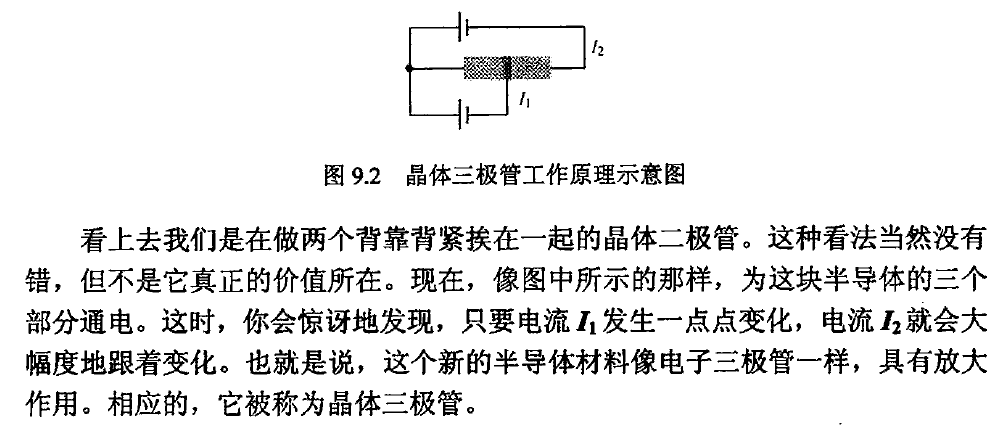 I₂
I₁
图 9.2 晶体三极管工作原理示意图
看上去我们是在做两个背靠背紧挨在一起的晶体二极管。这种看法当然没有
错，但不是它真正的价值所在。现在，像图中所示的那样，为这块半导体的三个
部分通电。这时，你会惊讶地发现，只要电流 I₁ 发生一点点变化，电流 I₂ 就会大
幅度地跟着变化。也就是说，这个新的半导体材料像电子三极管一样，具有放大
作用。相应的，它被称为晶体三极管。